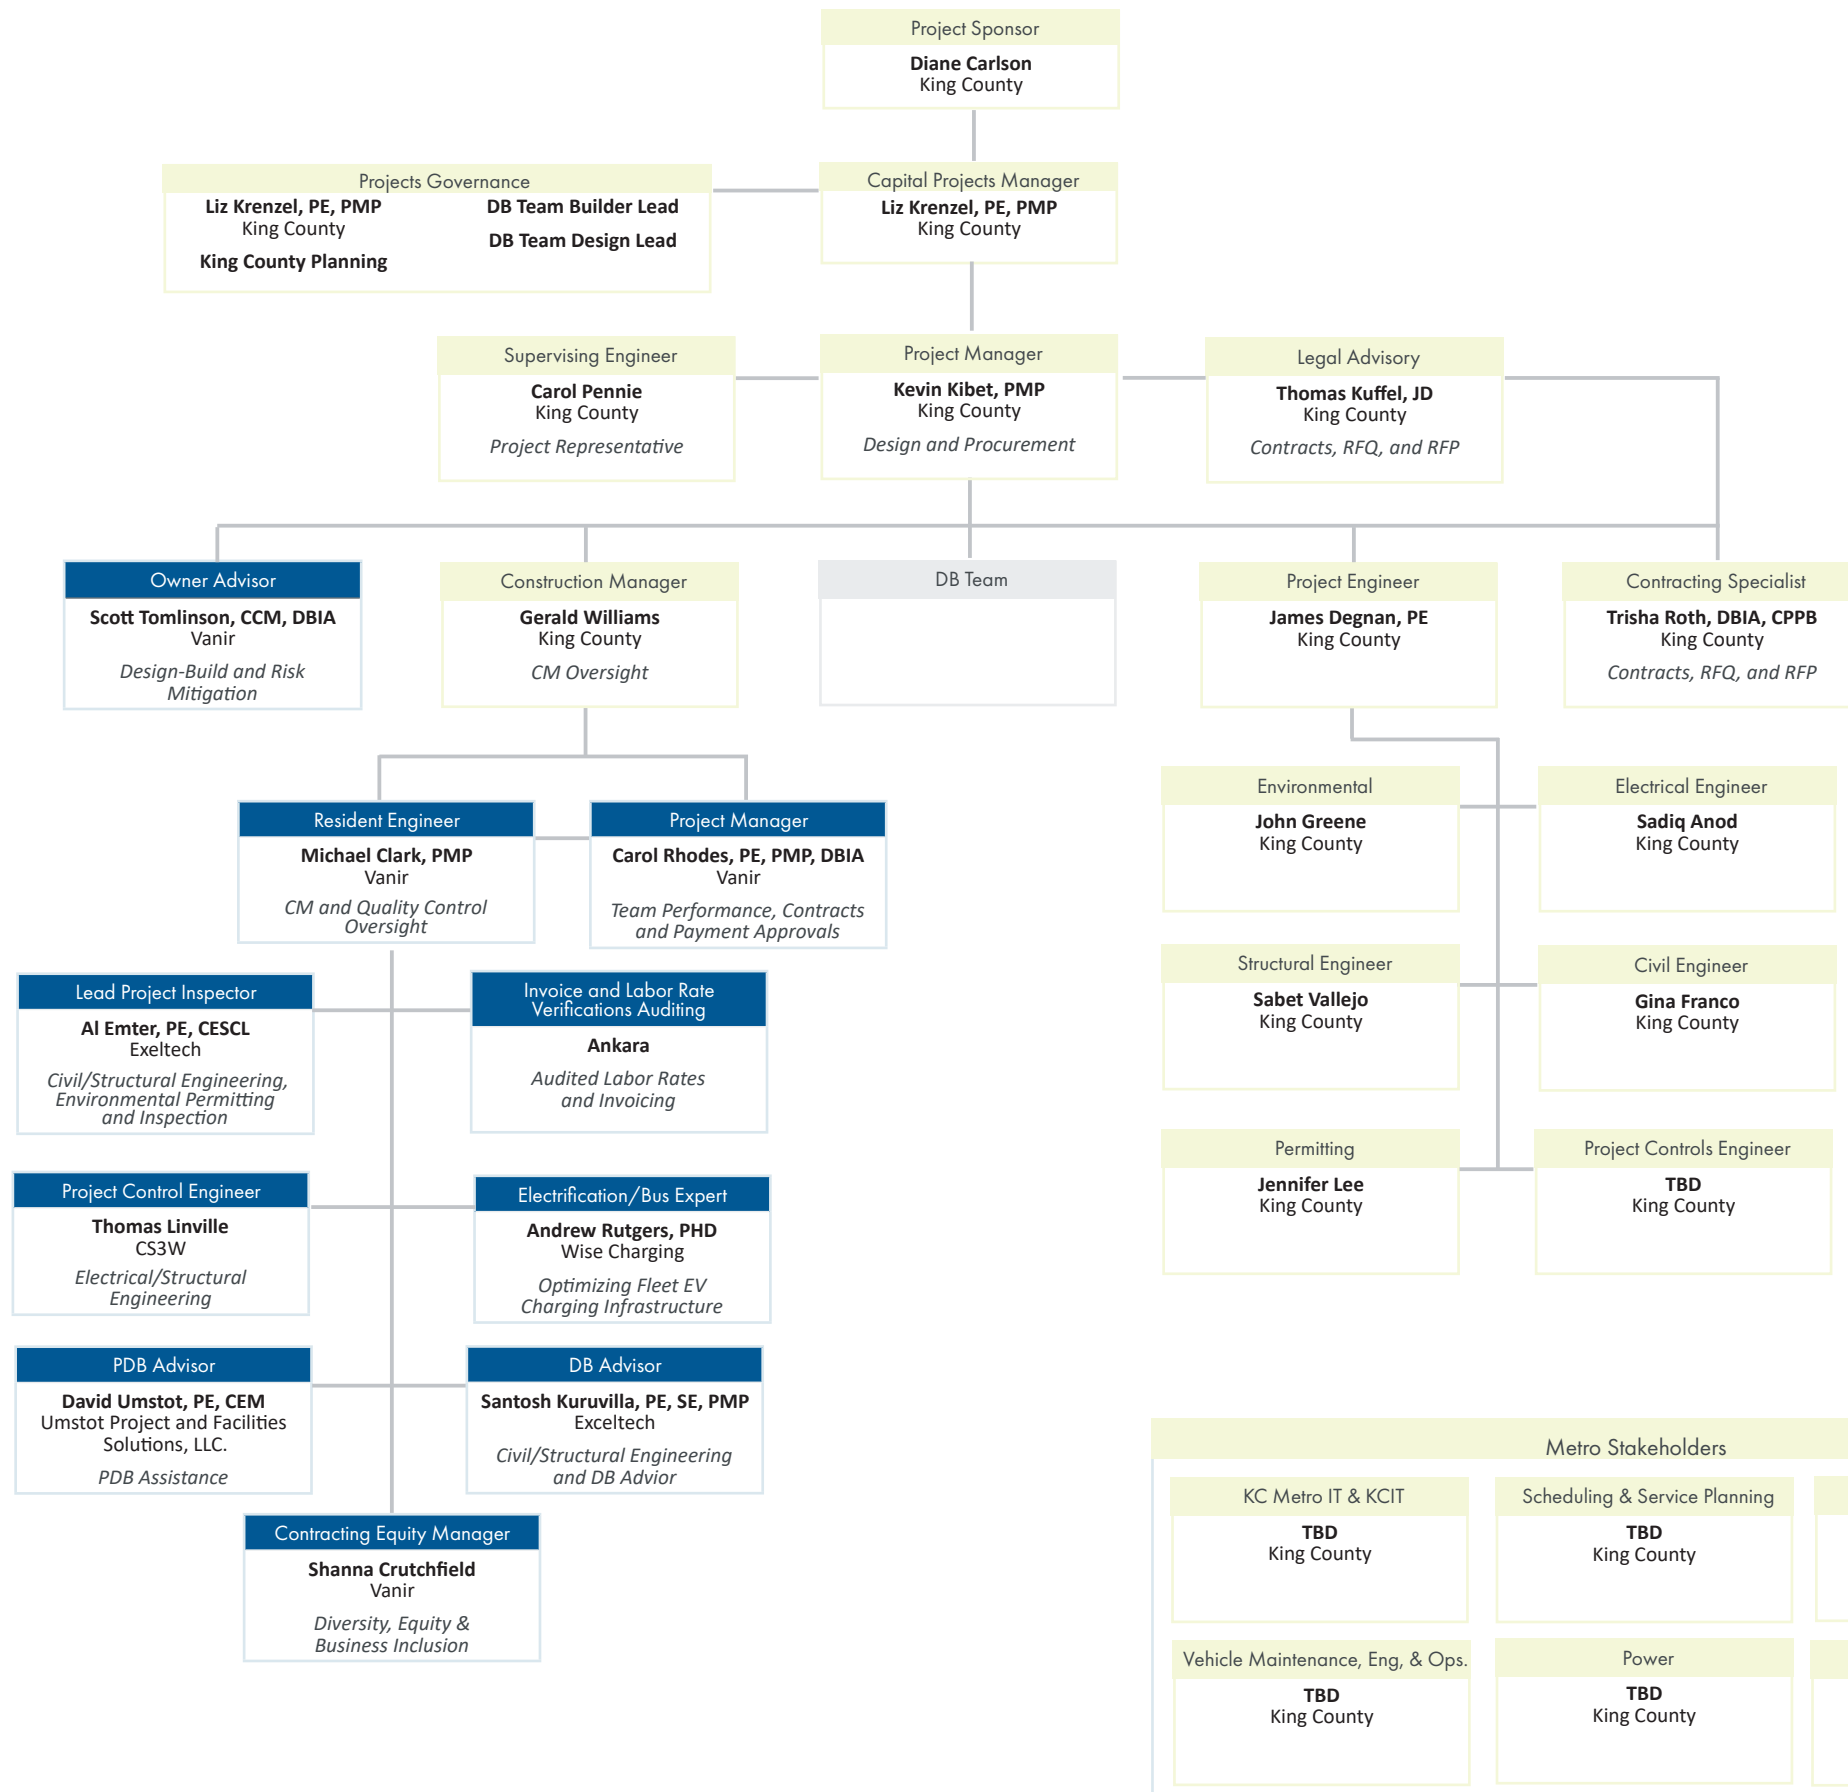 Project Sponsor
Diane Carlson
King County
Projects Governance
Liz Krenzel, PE, PMP
King County
King County Planning
DB Team Builder Lead
DB Team Design Lead
Capital Projects Manager
Liz Krenzel, PE, PMP
King County
Supervising Engineer
Carol Pennie
King County
Project Representative
Project Manager
Kevin Kibet, PMP
King County
Design and Procurement
Legal Advisory
Thomas Kuffel, JD
King County
Contracts, RFQ, and RFP
Owner Advisor
Scott Tomlinson, CCM, DBIA
Vanir
Design-Build and Risk
Mitigation
Construction Manager
Gerald Williams
King County
CM Oversight
DB Team
Project Engineer
James Degnan, PE
King County
Contracting Specialist
Trisha Roth, DBIA, CPPB
King County
Contracts, RFQ, and RFP
Resident Engineer
Michael Clark, PMP
Vanir
CM and Quality Control
Oversight
Project Manager
Carol Rhodes, PE, PMP, DBIA
Vanir
Team Performance, Contracts
and Payment Approvals
Environmental
John Greene
King County
Electrical Engineer
Sadiq Anod
King County
Lead Project Inspector
Al Emter, PE, CESCL
Exeltech
Civil/Structural Engineering,
Environmental Permitting
and Inspection
Invoice and Labor Rate
Verifications Auditing
Ankara
Audited Labor Rates
and Invoicing
Structural Engineer
Sabet Vallejo
King County
Civil Engineer
Gina Franco
King County
Project Control Engineer
Thomas Linville
CS3W
Electrical/Structural
Engineering
Electrification/Bus Expert
Andrew Rutgers, PHD
Wise Charging
Optimizing Fleet EV
Charging Infrastructure
Permitting
Jennifer Lee
King County
Project Controls Engineer
TBD
King County
PDB Advisor
David Umstot, PE, CEM
Umstot Project and Facilities
Solutions, LLC.
PDB Assistance
DB Advisor
Santosh Kuruvilla, PE, SE, PMP
Exceltech
Civil/Structural Engineering
and DB Advior
Contracting Equity Manager
Shanna Crutchfield
Vanir
Diversity, Equity &
Business Inclusion
Metro Stakeholders
KC Metro IT & KCIT
TBD
King County
Scheduling & Service Planning
TBD
King County
Vehicle Maintenance, Eng, & Ops.
TBD
King County
Power
TBD
King County